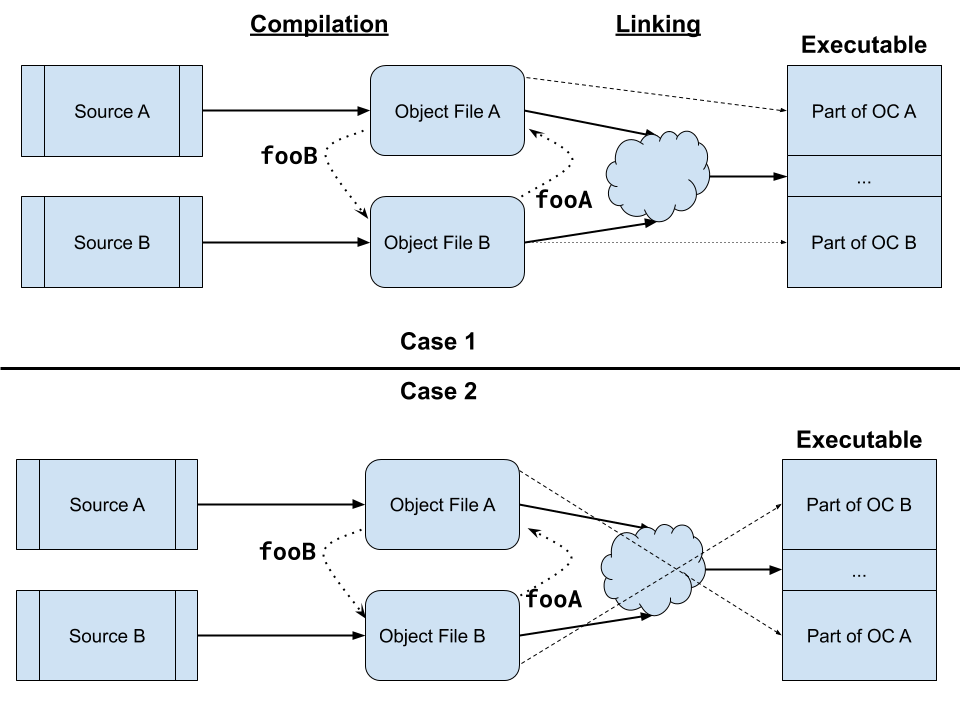 Compilation
Linking
Executable
Source A
Object File A
Part of OC A
fooB
...
fooA
Source B
Object File B
Part of OC B
Case 1
Case 2
Executable
Source A
Object File A
Part of OC B
fooB
...
fooA
Source B
Object File B
Part of OC A